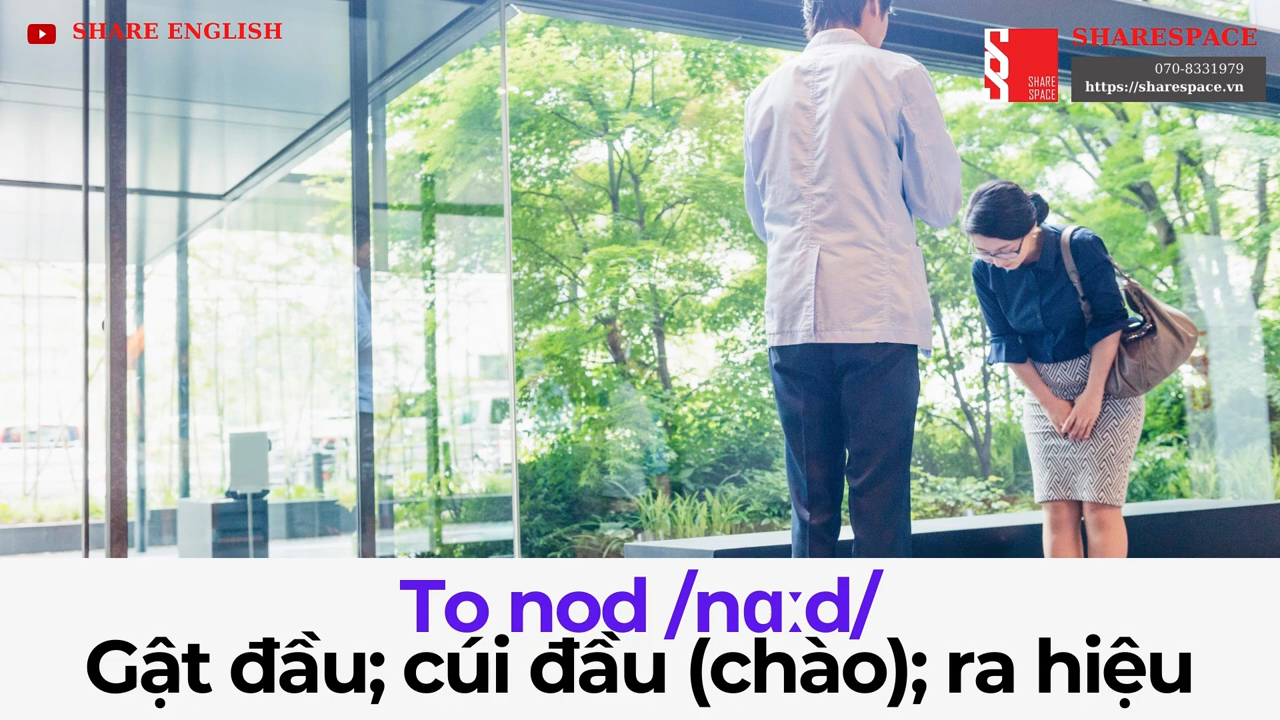 SHARE ENGLISH
SHARESPACE
SHARE
SPACE
070-8331979
https://sharespace.vn
To nod /nɑːd/
Gật đầu; cúi đầu (chào); ra hiệu